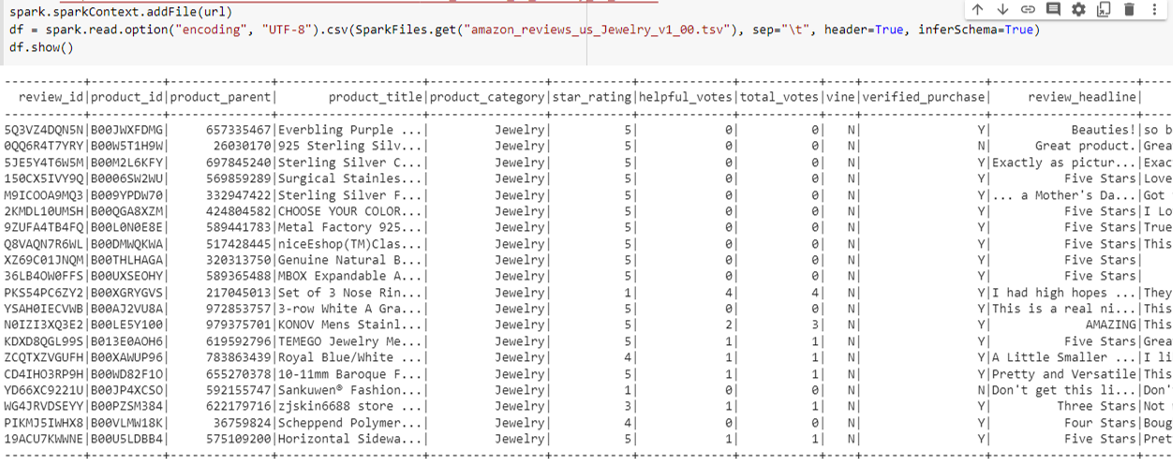 spark.sparkContext.addFile(url)
df = spark.read.option("encoding", "UTF-8").csv(SparkFiles.get("amazon_reviews_us_Jewelry_v1_00.tsv"), sep="\t", header=True, inferSchema=True)
df.show()
review_id|product_id|product_parent| product_title|product_category|star_rating|helpful_votes|total_votes|vine|verified_purchase| review_headline|
5Q3VZ4DQN5N|B00JWXFDMG| 657335467|Everbling Purple ...| Jewelry| 5| 0| 0| N| Y| Beauties!|so b
0QQ6R4T7YRY|B00W5T1H9W| 26030170|925 Sterling Silv...| Jewelry| 5| 0| 0| N| N| Great product.|Grea
5JE5Y4T6W5M|B00M2L6KFY| 697845240|Sterling Silver C...| Jewelry| 5| 0| 0| N| Y|Exactly as pictur...|Exac
150CX5IVY9Q|B0006SW2WU| 569859289|Surgical Stainles...| Jewelry| 5| 0| 0| N| Y| Five Stars|Love
M9ICOOA9MQ3|B009YPDW70| 332947422|Sterling Silver F...| Jewelry| 5| 0| 0| N| Y|... a Mother's Da...|Got
2KMDL10UMSH|B00QGA8XZM| 424804582|CHOOSE YOUR COLOR...| Jewelry| 5| 0| 0| N| Y| Five Stars|I Lo
9ZUFA4TB4FQ|B00L0N0E8E| 589441783|Metal Factory 925...| Jewelry| 5| 0| 0| N| Y| Five Stars|True
Q8VAQN7R6WL|B00DMWQKWA| 517428445|niceEshop(TM)Clas...| Jewelry| 5| 0| 0| N| Y| Five Stars|This
XZ69C01JNQM|B00THLHAGA| 320313750|Genuine Natural B...| Jewelry| 5| 0| 0| N| Y| Five Stars|
36LB4OW0FFS|B00UXSEOHY| 589365488|MBOX Expandable A...| Jewelry| 5| 0| 0| N| Y| Five Stars|
PKS54PC6ZY2|B00XGRYGVS| 217045013|Set of 3 Nose Rin...| Jewelry| 1| 4| 4| N| Y|I had high hopes ...|They
YSAH0IECVWB|B00AJ2VU8A| 972853757|3-row White A Gra...| Jewelry| 5| 0| 0| N| Y|This is a real ni...|This
N0IZI3XQ3E2|B00LE5Y100| 979375701|KONOV Mens Stainl...| Jewelry| 5| 2| 3| N| Y| AMAZING|This
KDXD8QGL99S|B013E0AOH6| 619592796|TEMEGO Jewelry Me...| Jewelry| 5| 1| 1| N| Y| Five Stars|Grea
ZCQTXZVGUFH|B00XAWUP96| 783863439|Royal Blue/White ...| Jewelry| 4| 1| 1| N| Y|A Little Smaller ...|I li
CD4IHO3RP9H|B00WD82F1O| 655270378|10-11mm Baroque F...| Jewelry| 5| 1| 1| N| Y|Pretty and Versatile|This
YD66XC9221U|B00JP4XCSO| 592155747|Sankuwen® Fashion...| Jewelry| 1| 0| 0| N| N|Don't get this li...|Don'
WG4JRVDSEYY|B00PZSM384| 622179716|zjskin6688 store ...| Jewelry| 3| 1| 1| N| Y| Three Stars|Not
PIKMJ5IWHX8|B00VLMW18K| 36759824|Scheppend Polymer...| Jewelry| 4| 0| 0| N| Y| Four Stars|Boug
19ACU7KWWNE|B00U5LDBB4| 575109200|Horizontal Sidewa...| Jewelry| 5| 1| 1| N| Y| Five Stars|Pret